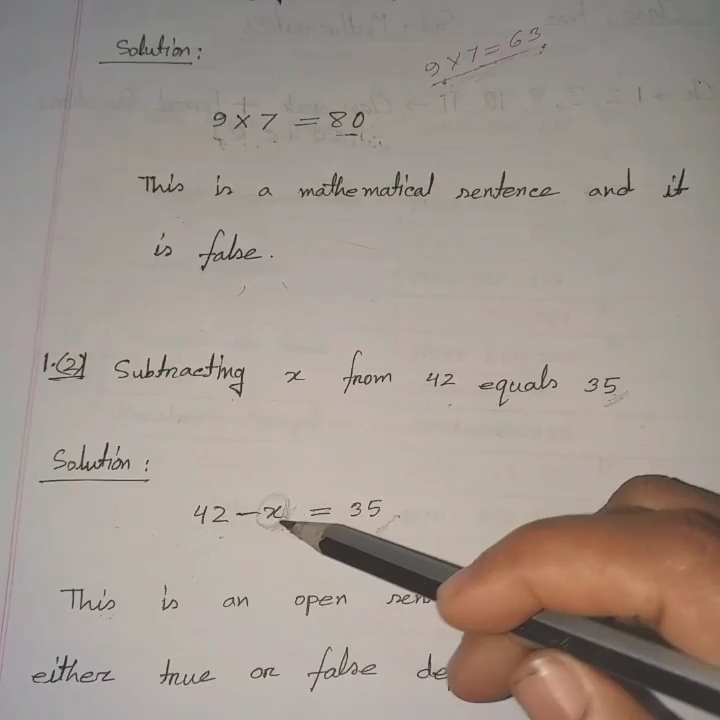 Solution:
9 x 7 = 63
9 x 7 = 80
This is a mathematical sentence and it
is false.
1.(2) Subtracting x from 42 equals 35
Solution:
42 - x = 35
This is an open
either true or false